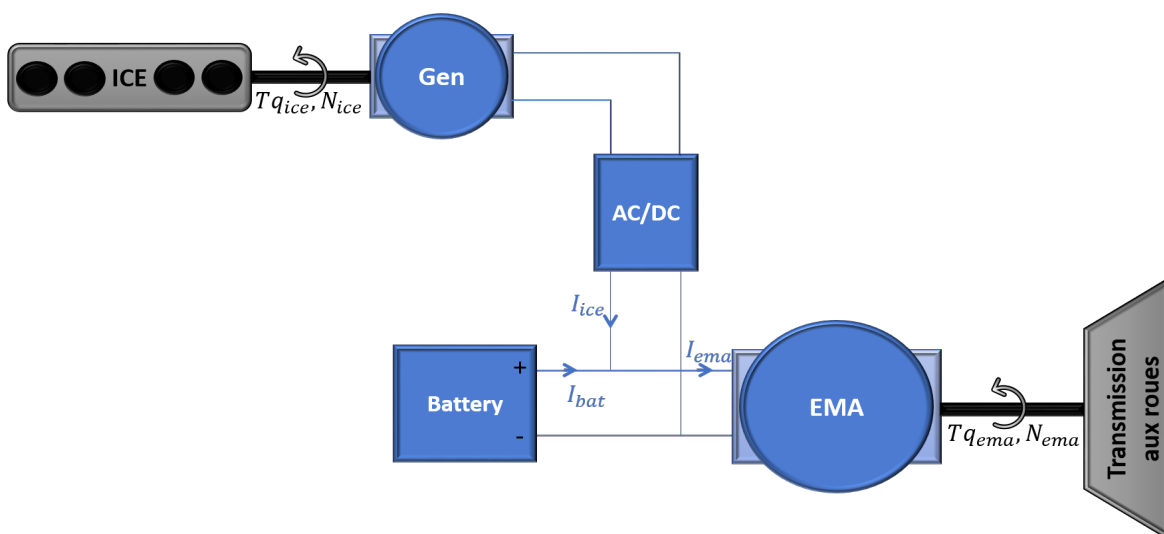 ICE
Tq_ice, N_ice
Gen
AC/DC
I_ice
I_ema
+
I_bat
Battery
-
EMA
Tq_ema, N_ema
Transmission
aux roues